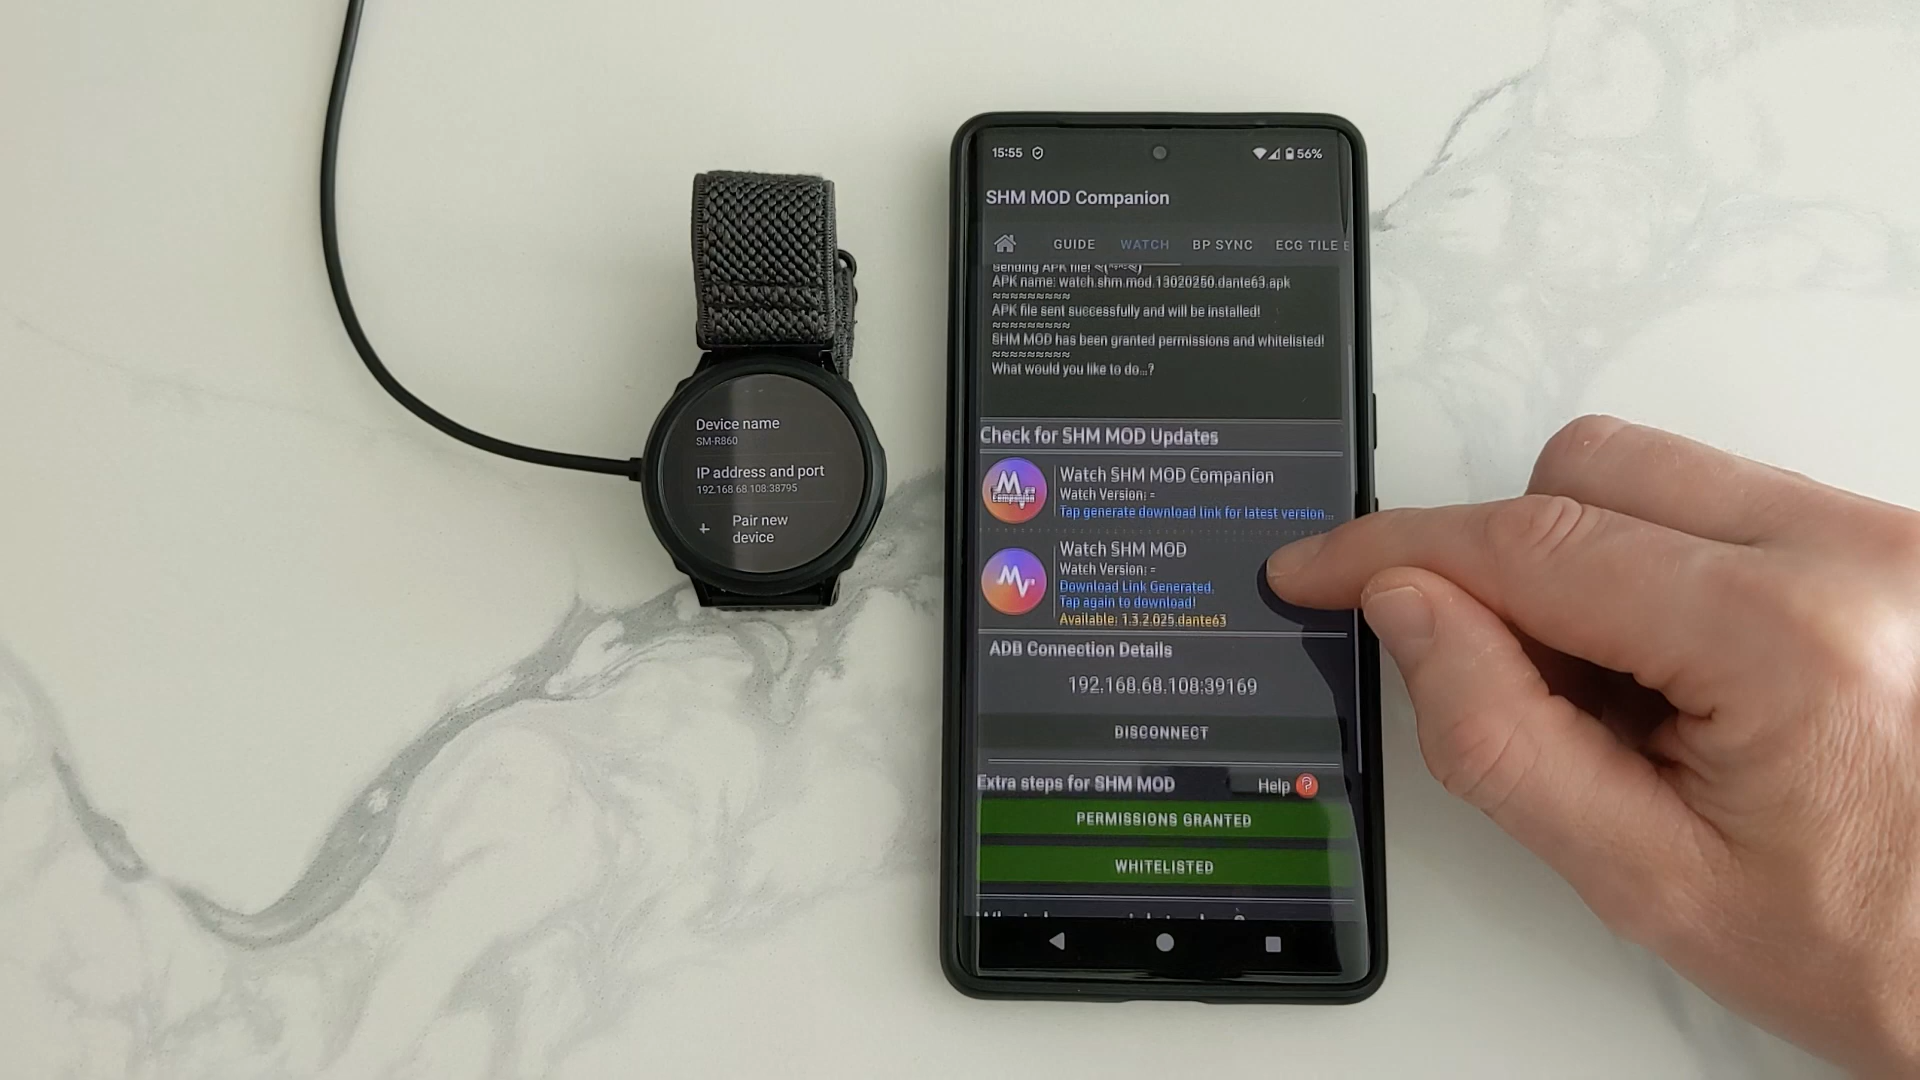 Device name
SM-R860
IP address and port
192.168.68.108:38795
+ Pair new
device
15:55
56%
SHM MOD Companion
GUIDE WATCH BP SYNC ECG TILE
Sending APK file!
APK name: watch.shm.mod.13020250.dante63.apk
≈≈≈≈≈≈≈≈≈
APK file sent successfully and will be installed!
≈≈≈≈≈≈≈≈≈
SHM MOD has been granted permissions and whitelisted!
≈≈≈≈≈≈≈≈≈
What would you like to do...?
Check for SHM MOD Updates
Companion
Watch SHM MOD Companion
Watch Version: -
Tap generate download link for latest version...
Watch SHM MOD
Watch Version: -
Download Link Generated.
Tap again to download!
Available: 1.3.2.025.dante63
ADB Connection Details
192.168.68.108:39169
DISCONNECT
Extra steps for SHM MOD
Help
PERMISSIONS GRANTED
WHITELISTED